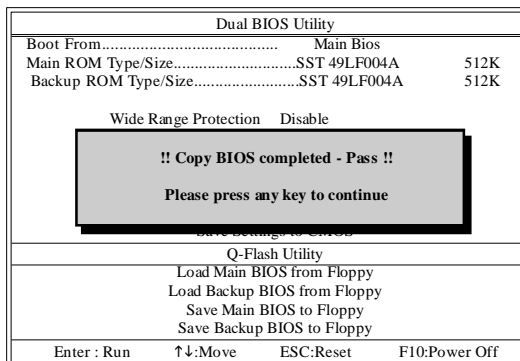 Dual BIOS Utility
Boot From.......................................... Main Bios
Main ROM Type/Size.............................SST 49LF004A 512K
Backup ROM Type/Size.........................SST 49LF004A 512K
Wide Range Protection Disable
!! Copy BIOS completed - Pass !!
Please press any key to continue
Save Settings to CMOS
Q-Flash Utility
Load Main BIOS from Floppy
Load Backup BIOS from Floppy
Save Main BIOS to Floppy
Save Backup BIOS to Floppy
Enter : Run ↑↓:Move ESC:Reset F10:Power Off